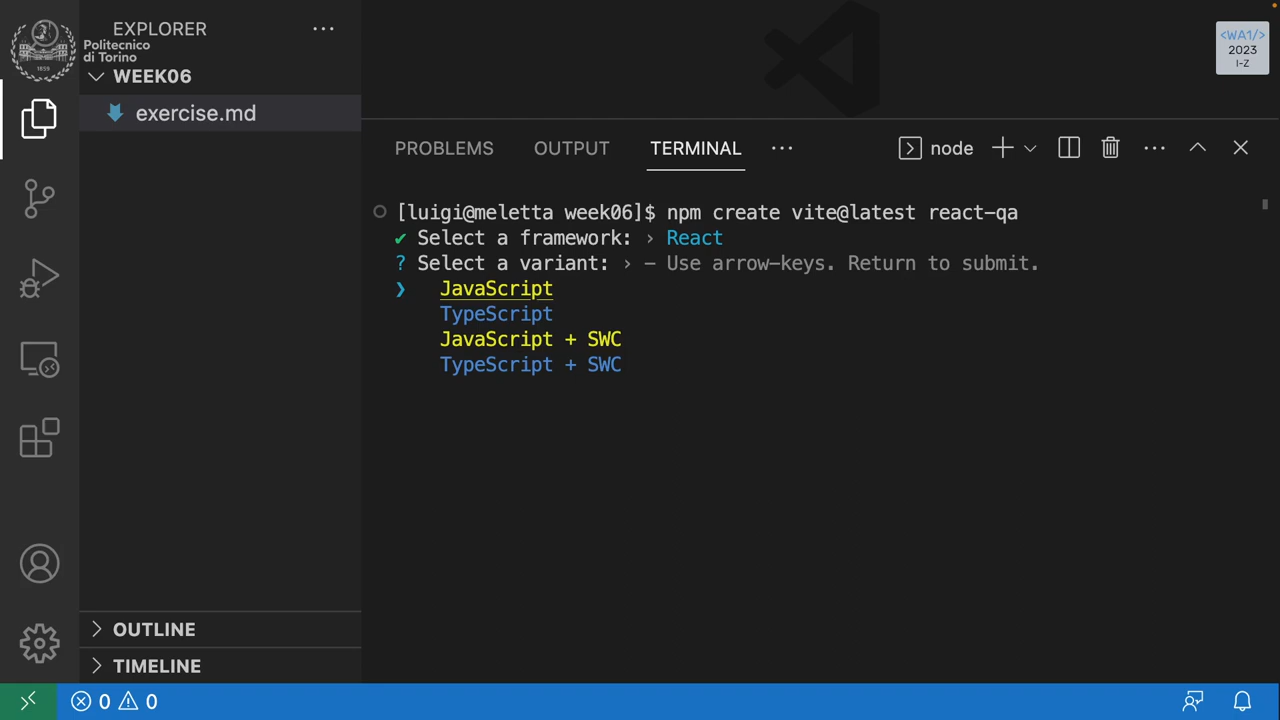 EXPLORER
Politecnico
di Torino
1859
WEEK06
exercise.md
OUTLINE
TIMELINE
<WA1/>
2023
I-Z
PROBLEMS OUTPUT TERMINAL ··· node ···
[luigi@meletta week06]$ npm create vite@latest react-qa
✔ Select a framework: › React
? Select a variant: › - Use arrow-keys. Return to submit.
❯ JavaScript
TypeScript
JavaScript + SWC
TypeScript + SWC
0 0